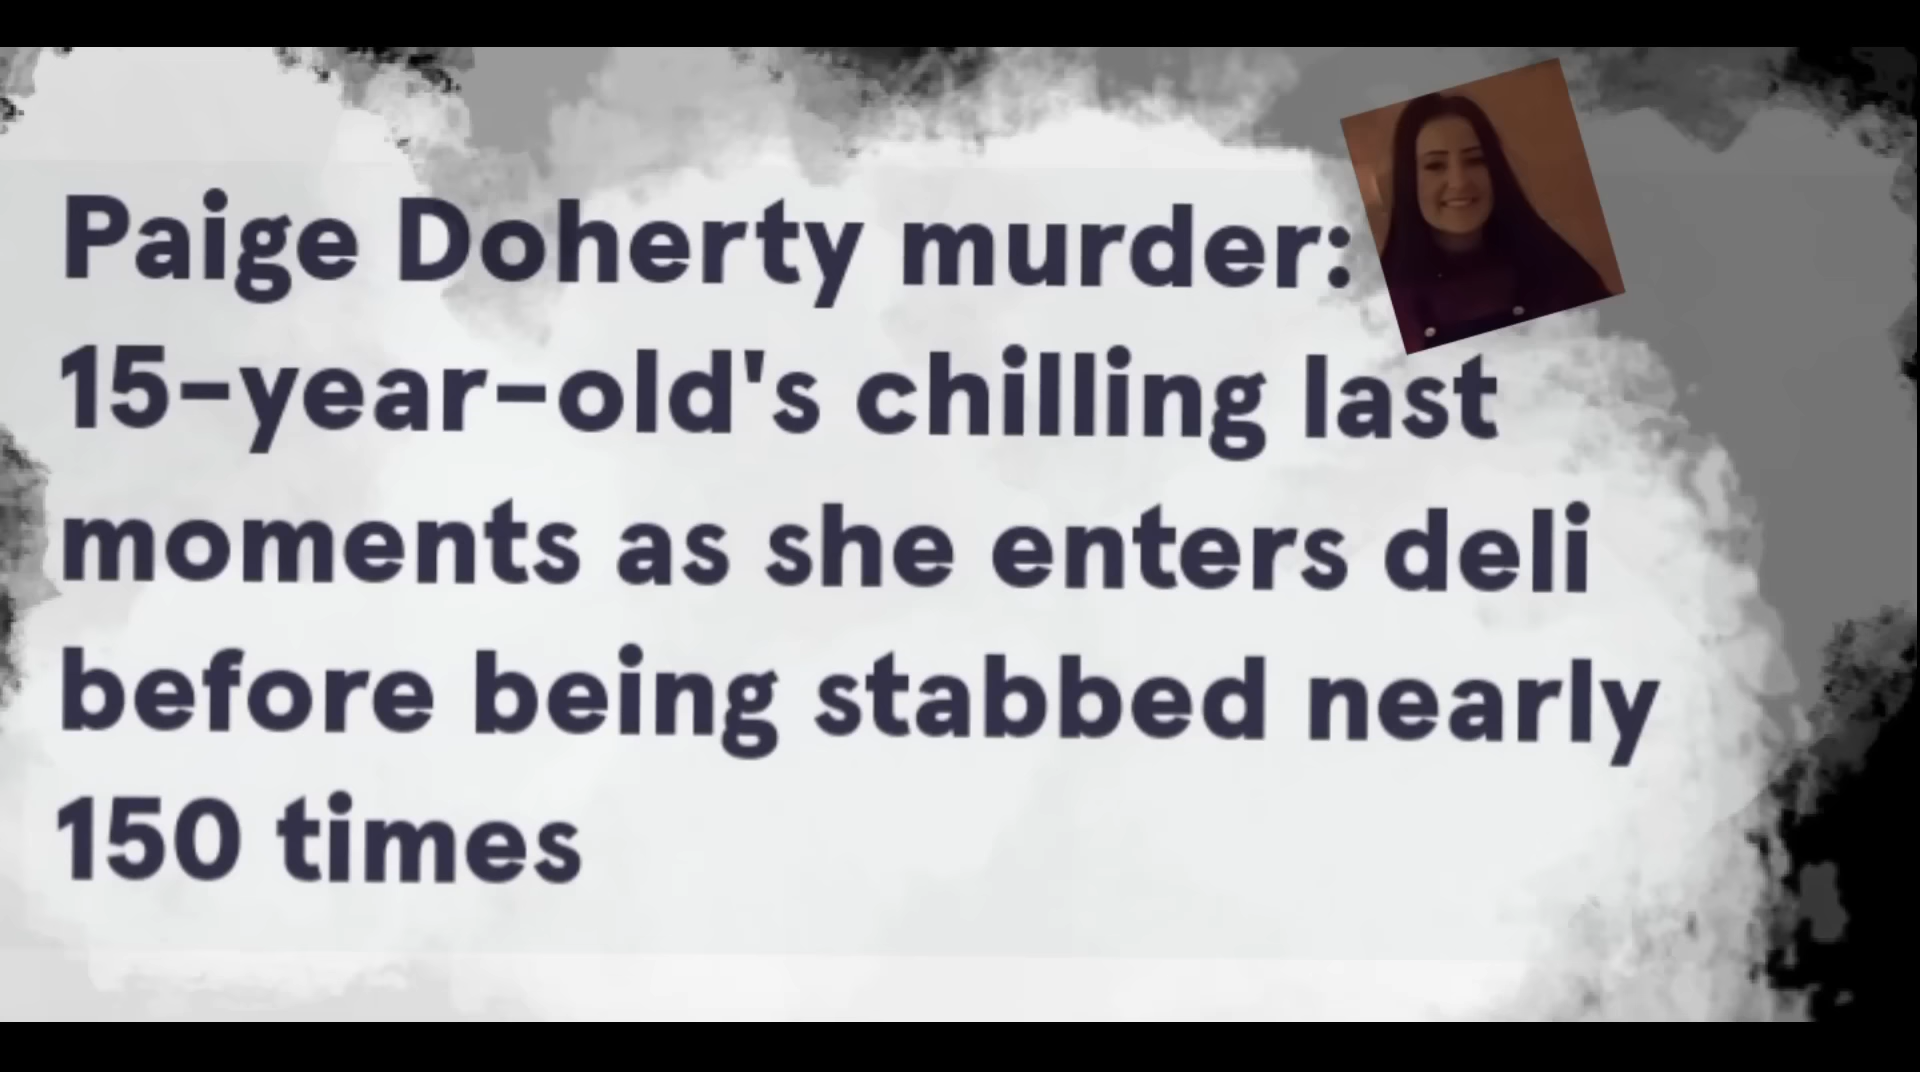 Paige Doherty murder:
15-year-old's chilling last
moments as she enters deli
before being stabbed nearly
150 times